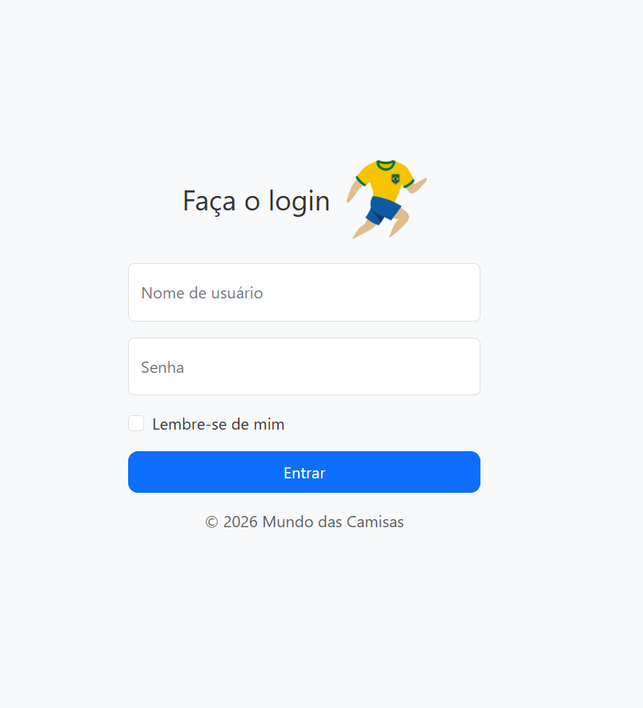 Faça o login
Nome de usuário
Senha
Lembre-se de mim
Entrar
© 2026 Mundo das Camisas